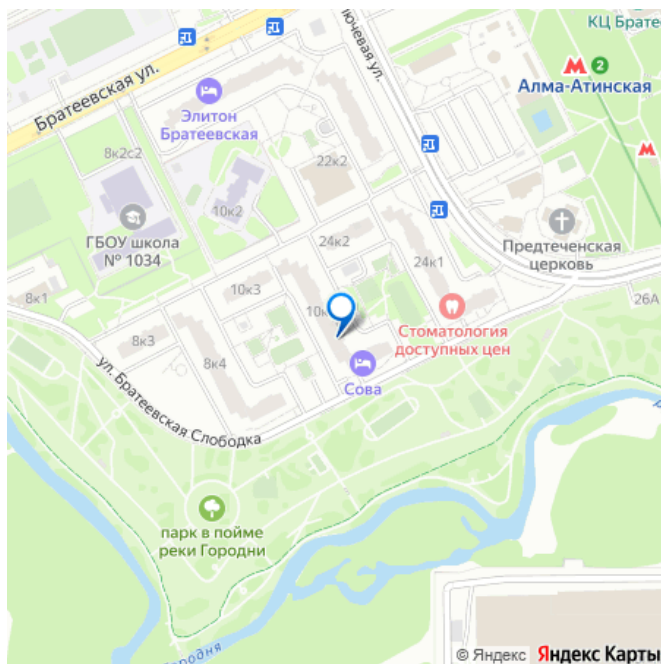 КЦ Братее
2
Алма-Атинская
Ключевая ул.
Братеевская ул.
Элитон
Братеевская
8к2с2
22к2
10к2
ГБОУ школа
№ 1034
24к2
Предтеченская
церковь
24к1
8к1
10к3
10к
26А
8к3
8к4
Стоматология
доступных цен
Сова
ул. Братеевская Слободка
парк в пойме
реки Городни
Городня
© Яндекс Яндекс Карты